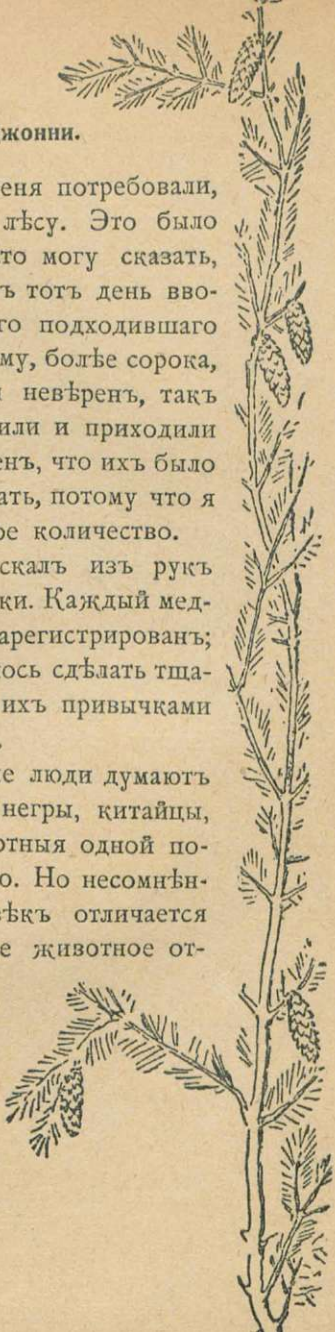 жонни.
еня потребовали,
лѣсу. Это было
то могу сказать,
ъ тотъ день вво-
го подходившаго
му, болѣе сорока,
невѣренъ, такъ
или и приходили
енъ, что ихъ было
ать, потому что я
ое количество.
скалъ изъ рукъ
ки. Каждый мед-
арегистрированъ;
лось сдѣлать тща-
ихъ привычками
е люди думаютъ
негры, китайцы,
отныя одной по-
о. Но несомнѣн-
вѣкъ отличается
е животное от-